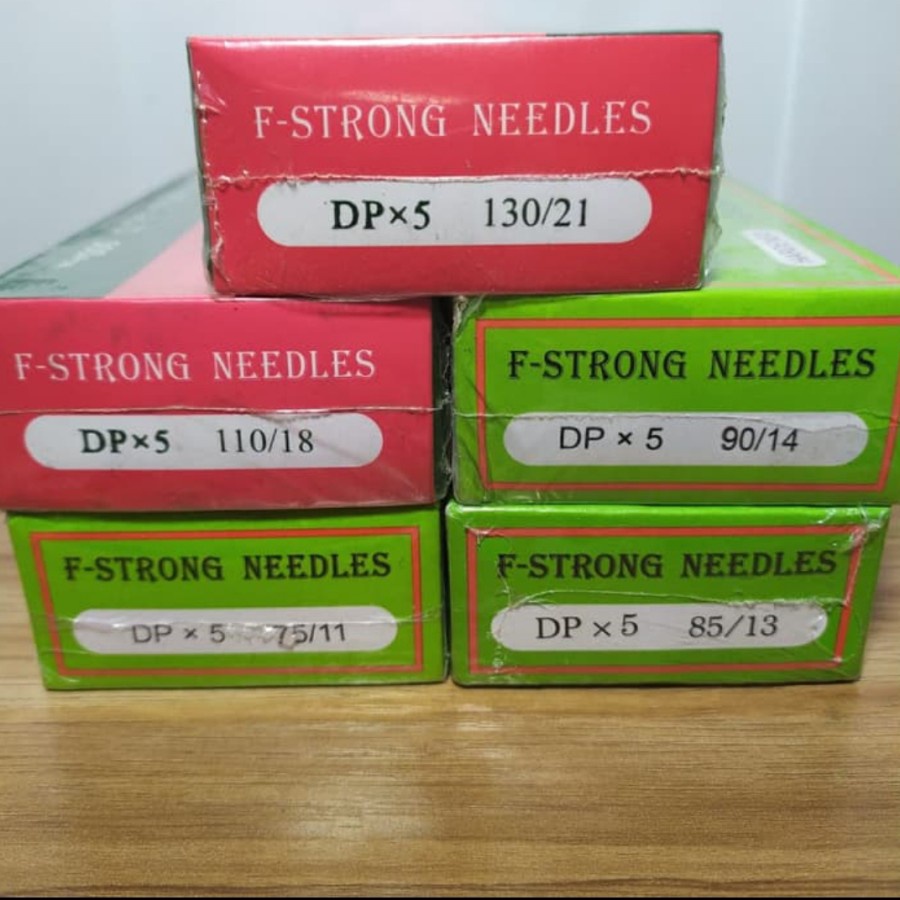 F-STRONG NEEDLES
DP×5 130/21
F-STRONG NEEDLES
DP×5 110/18
F-STRONG NEEDLES
DP × 5 90/14
F-STRONG NEEDLES
DP × 5 75/11
F-STRONG NEEDLES
DP × 5 85/13